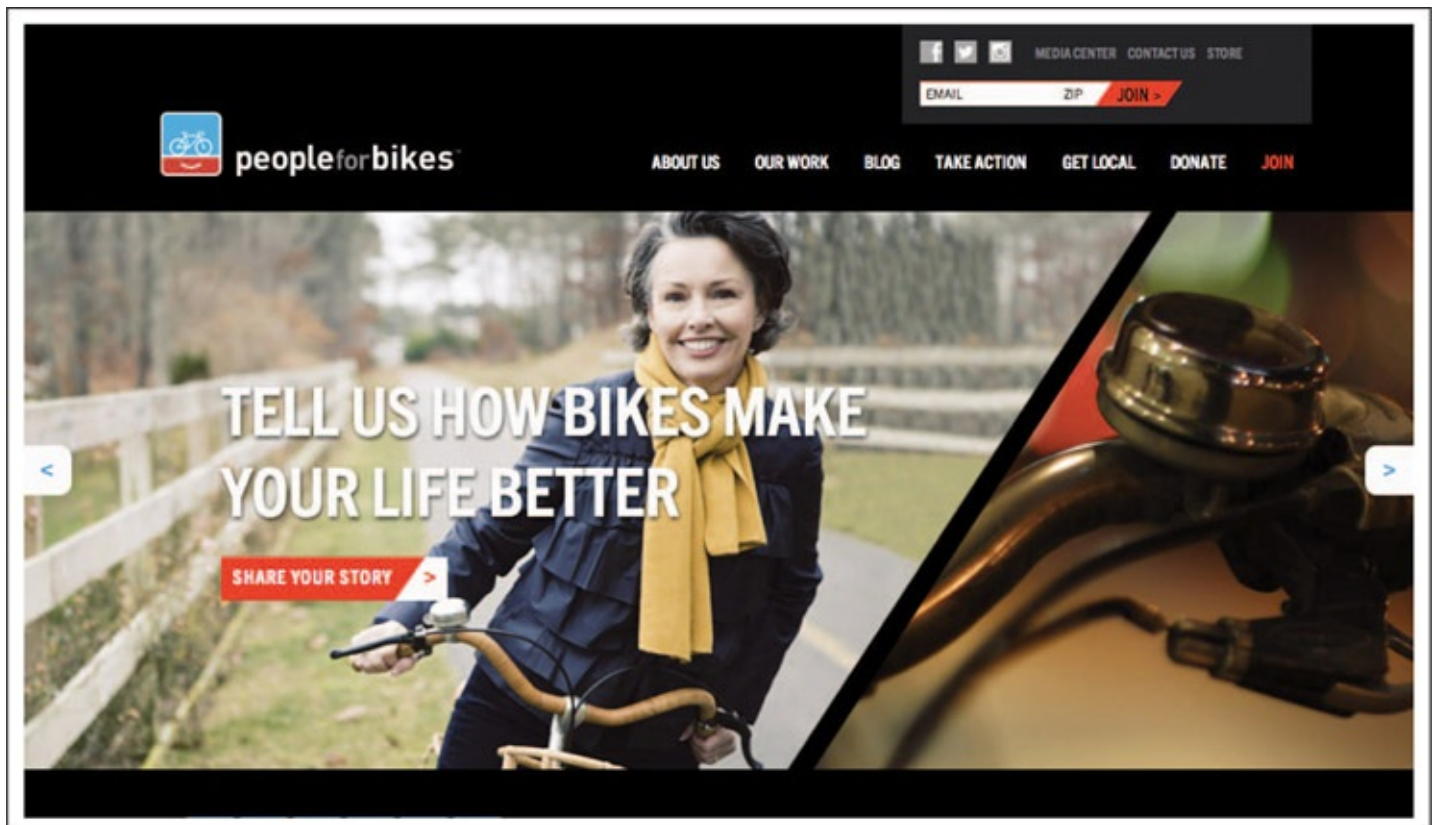 MEDIA CENTER CONTACT US STORE
EMAIL ZIP JOIN >
peopleforbikes
ABOUT US OUR WORK BLOG TAKE ACTION GET LOCAL DONATE JOIN
TELL US HOW BIKES MAKE
YOUR LIFE BETTER
< >
SHARE YOUR STORY >